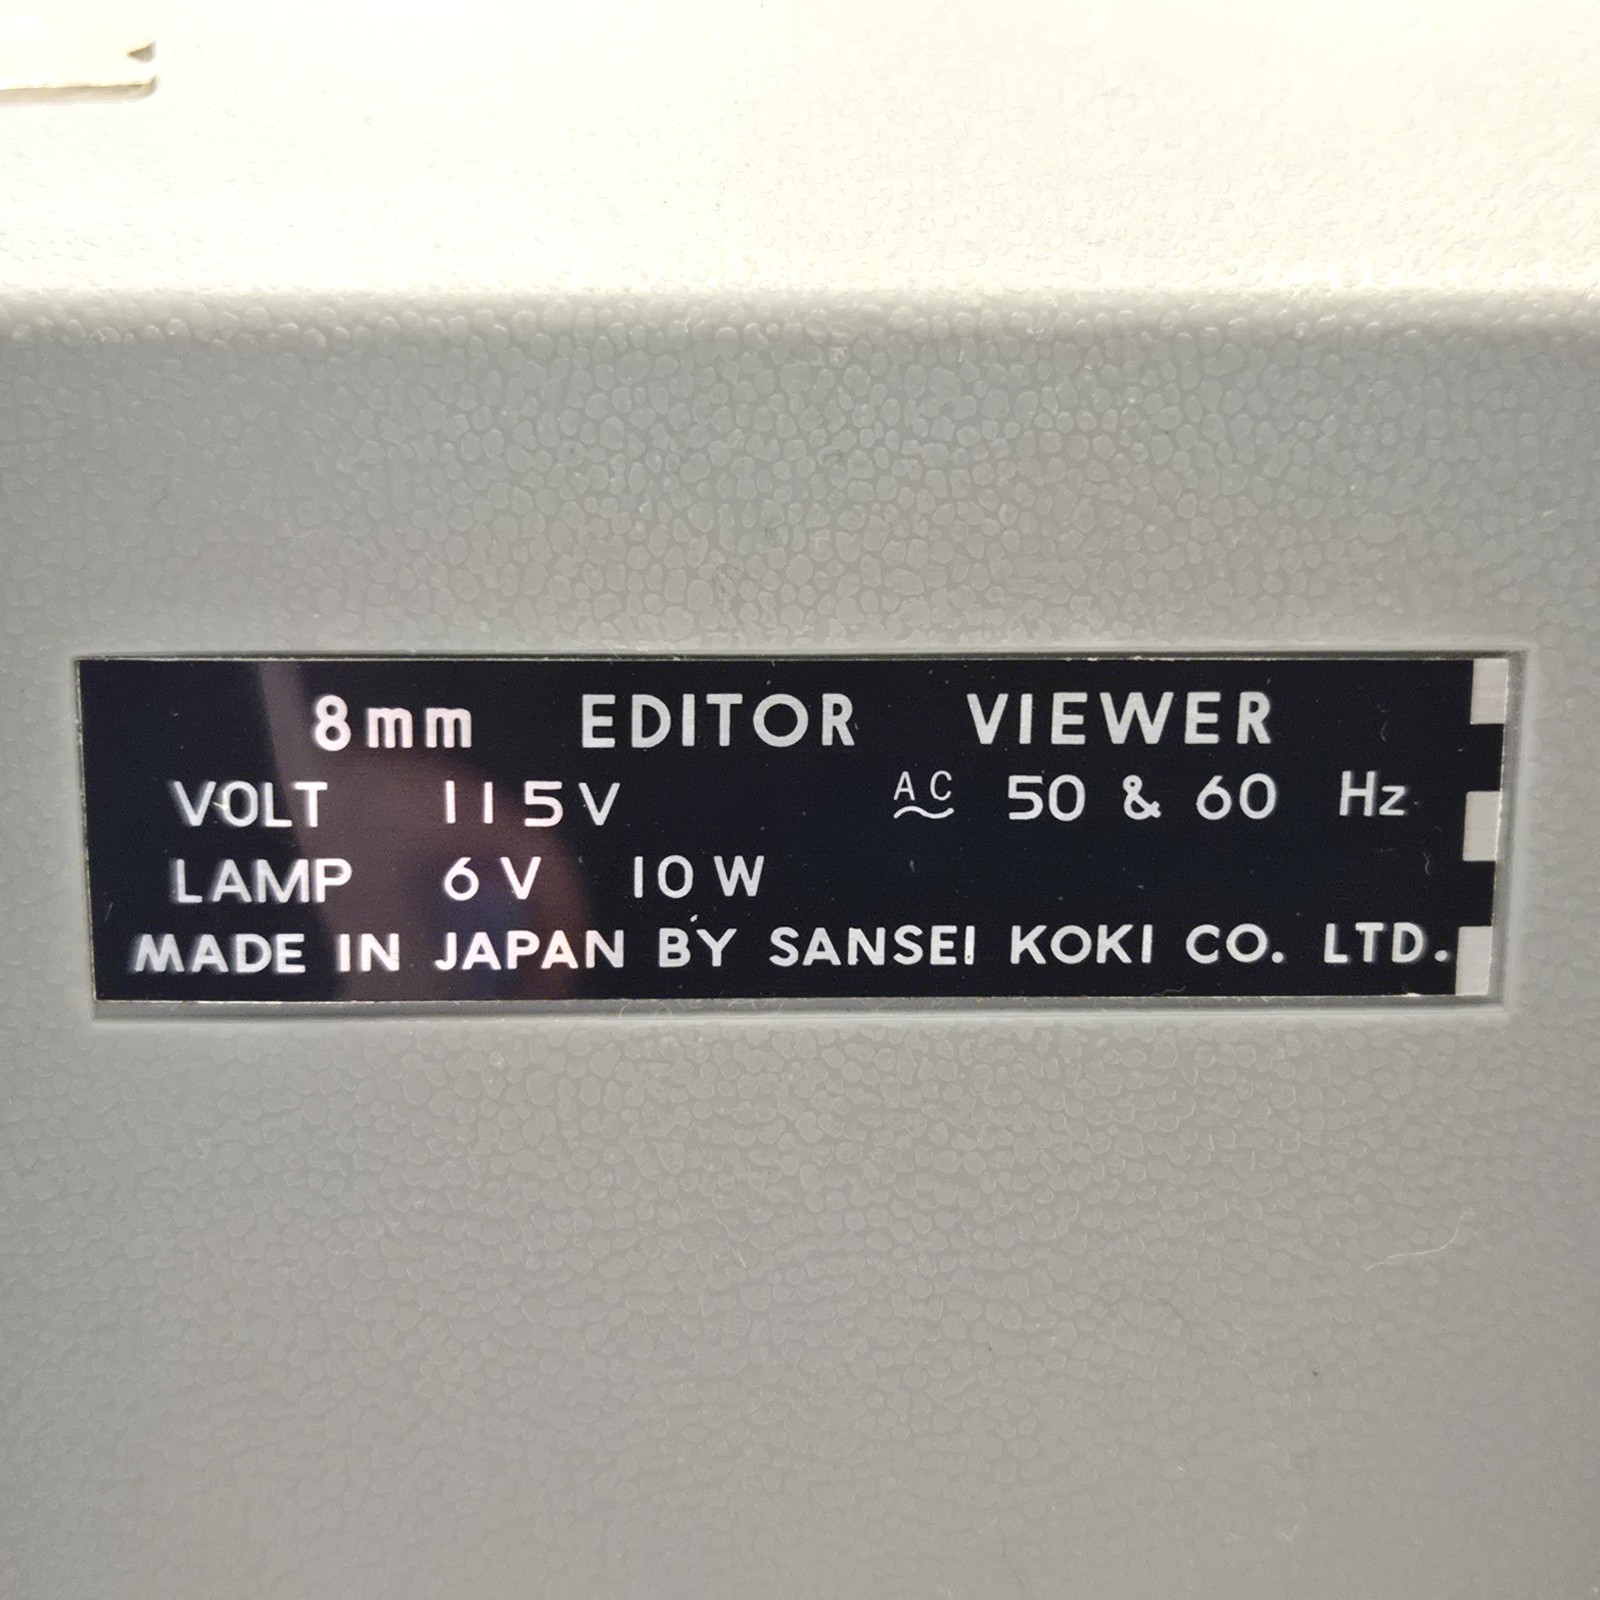 8mm EDITOR VIEWER
VOLT 115V AC 50 & 60 Hz
LAMP 6V 10W
MADE IN JAPAN BY SANSEI KOKI CO. LTD.